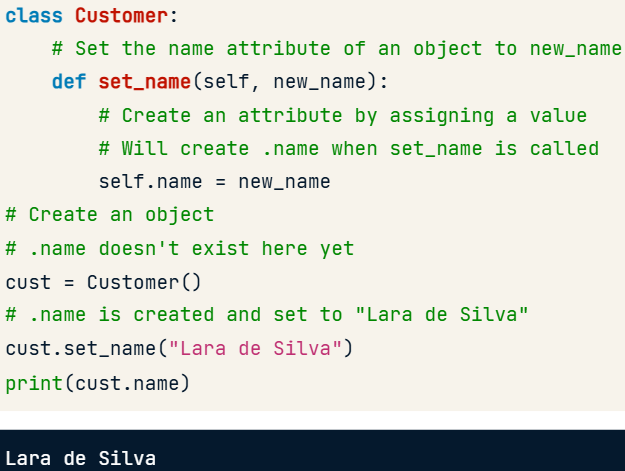 class Customer:
    # Set the name attribute of an object to new_name
    def set_name(self, new_name):
        # Create an attribute by assigning a value
        # Will create .name when set_name is called
        self.name = new_name
# Create an object
# .name doesn't exist here yet
cust = Customer()
# .name is created and set to "Lara de Silva"
cust.set_name("Lara de Silva")
print(cust.name)
Lara de Silva